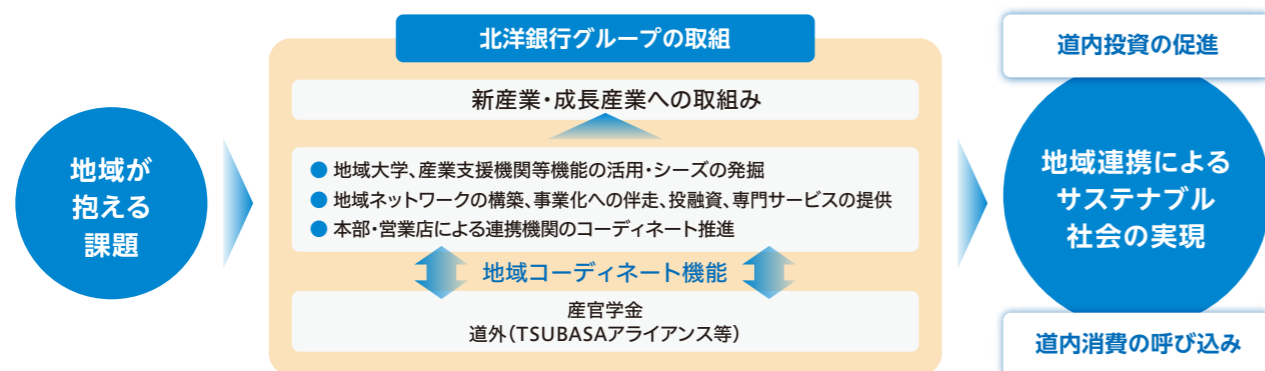 地域が
抱える
課題
北洋銀行グループの取組
新産業・成長産業への取組み
● 地域大学、産業支援機関等機能の活用・シーズの発掘
● 地域ネットワークの構築、事業化への伴走、投融資、専門サービスの提供
● 本部・営業店による連携機関のコーディネート推進
地域コーディネート機能
産官学金
道外(TSUBASAアライアンス等)
道内投資の促進
地域連携による
サステナブル
社会の実現
道内消費の呼び込み